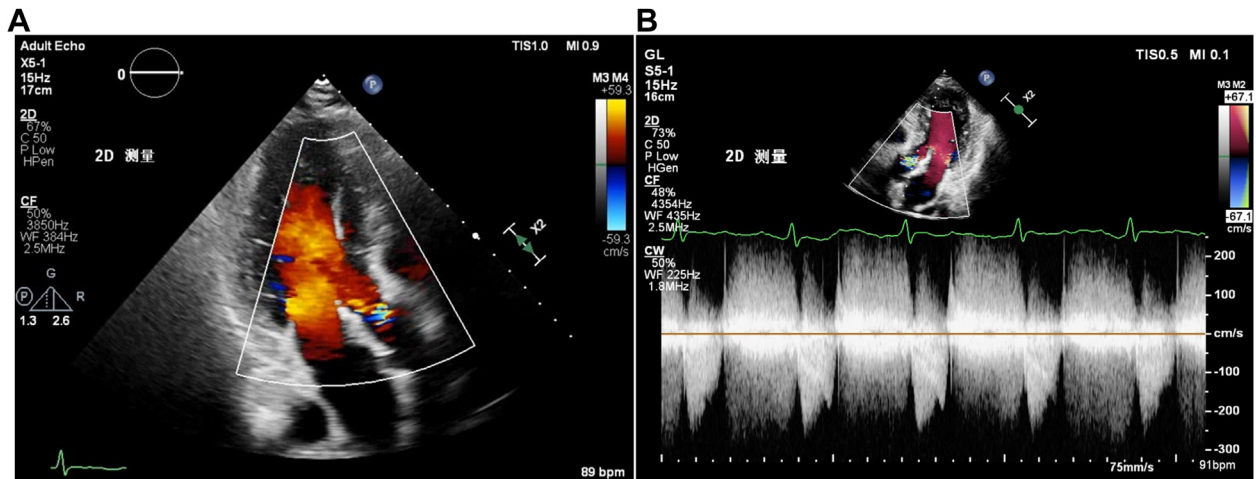 A
Adult Echo
TIS1.0 MI 0.9
X5-1
15Hz
17cm
0
P
M3 M4
+59.3
2D
67%
C 50
P Low
HPen
2D 测量
CF
50%
3850Hz
WF 384Hz
2.5MHz
X2
-59.3
cm/s
G
P
R
1.3 2.6
89 bpm
B
GL
TIS0.5 MI 0.1
S5-1
15Hz
16cm
P
X2
M3 M2
+67.1
2D
73%
C 50
P Low
HGen
2D 测量
CF
48%
4354Hz
WF 435Hz
2.5MHz
-67.1
cm/s
CW
50%
WF 225Hz
1.8MHz
200
100
cm/s
-100
-200
-300
75mm/s
91bpm